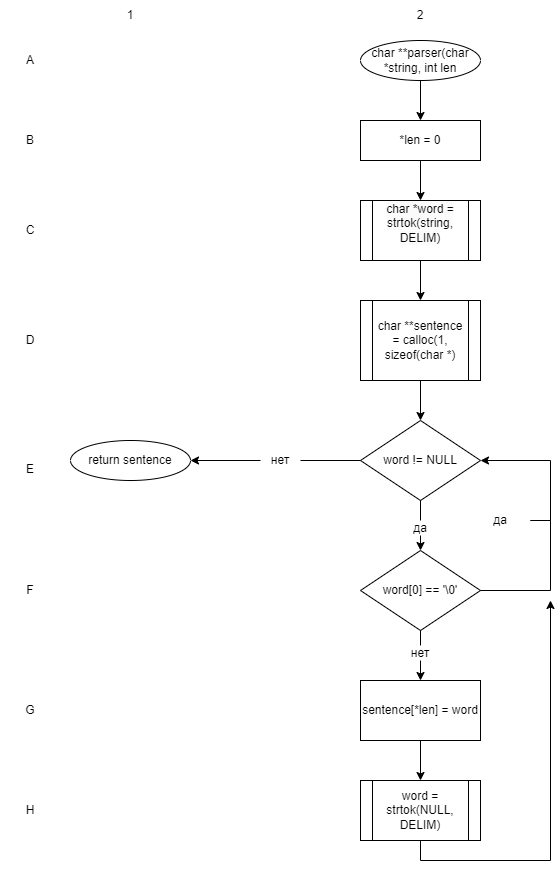 1
2
A
char **parser(char
*string, int len
B
*len = 0
C
char *word =
strtok(string,
DELIM)
D
char **sentence
= calloc(1,
sizeof(char *)
E
return sentence
нет
word != NULL
да
да
F
word[0] == '\0'
нет
G
sentence[*len] = word
H
word =
strtok(NULL,
DELIM)